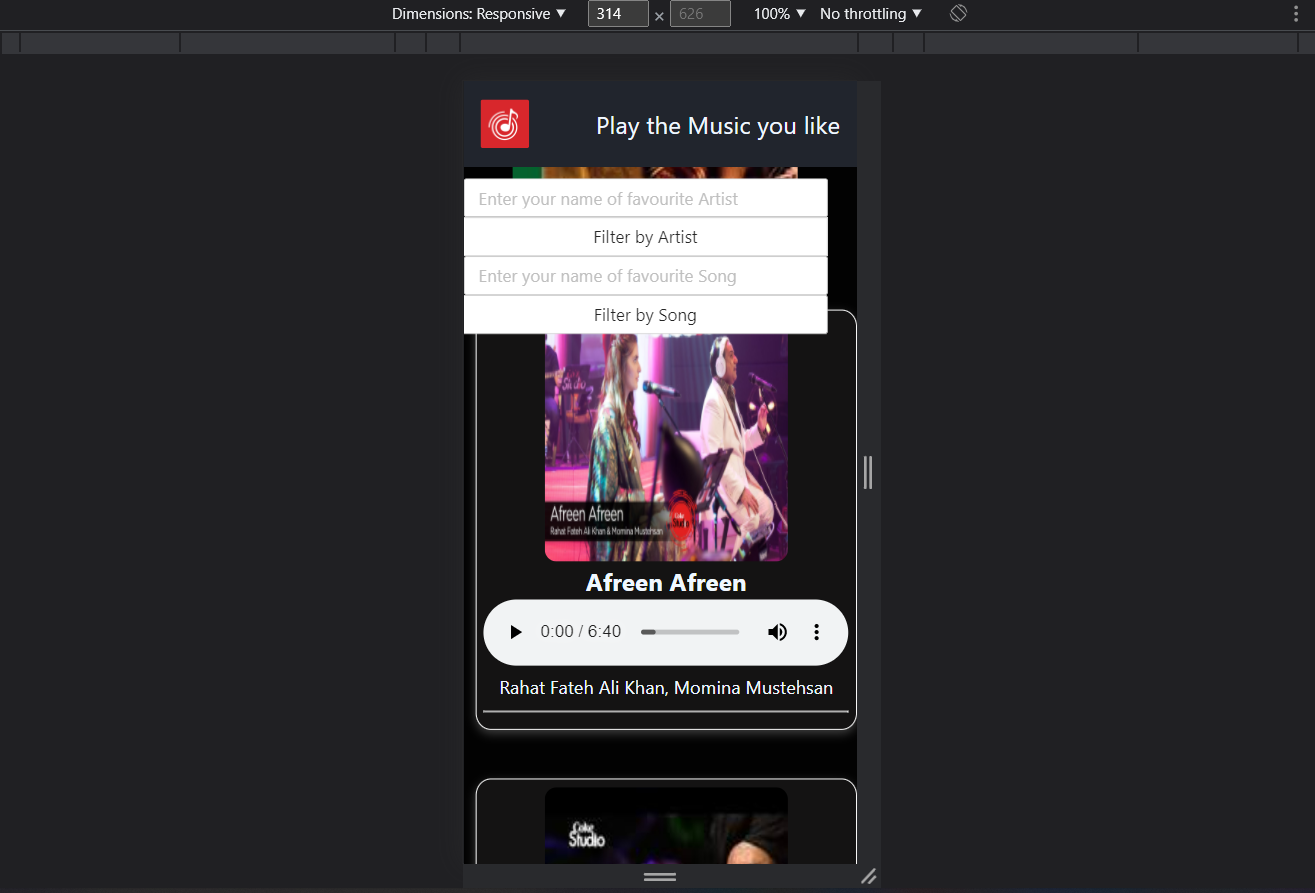 Dimensions: Responsive ▼ 314 × 626 100% ▼ No throttling ▼
Play the Music you like
Enter your name of favourite Artist
Filter by Artist
Enter your name of favourite Song
Filter by Song
Afreen Afreen
Rahat Fateh Ali Khan & Momina Mustehsan
Coke Studio
Afreen Afreen
0:00 / 6:40
Rahat Fateh Ali Khan, Momina Mustehsan
Coke
Studio